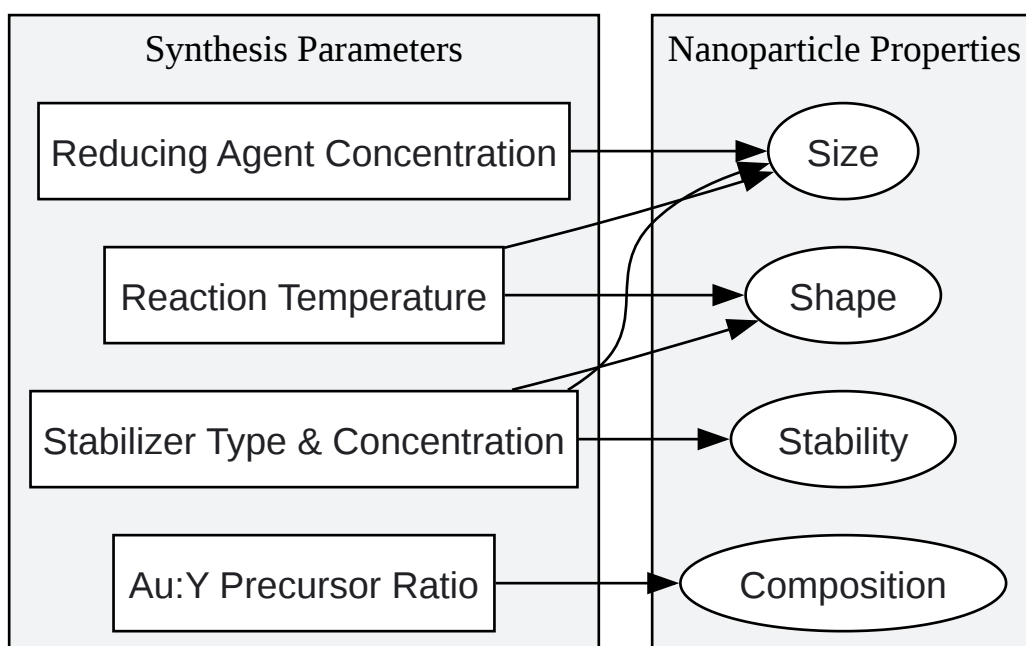 Synthesis Parameters
Nanoparticle Properties
Reducing Agent Concentration
Size
Reaction Temperature
Shape
Stabilizer Type & Concentration
Stability
Au:Y Precursor Ratio
Composition